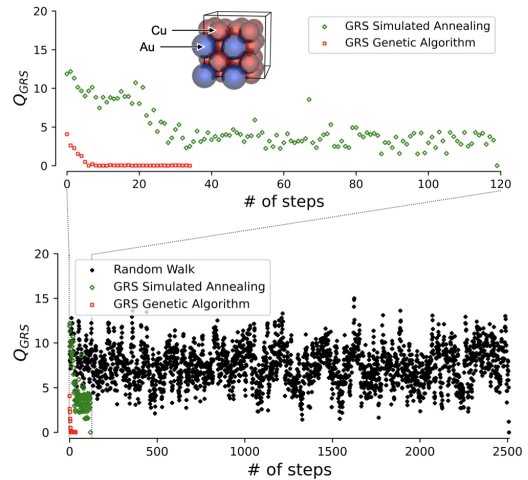 20
15
10
5
0
Q_GRS
Cu
Au
GRS Simulated Annealing
GRS Genetic Algorithm
0 20 40 60 80 100 120
# of steps
20
15
10
5
0
Q_GRS
Random Walk
GRS Simulated Annealing
GRS Genetic Algorithm
0 500 1000 1500 2000 2500
# of steps